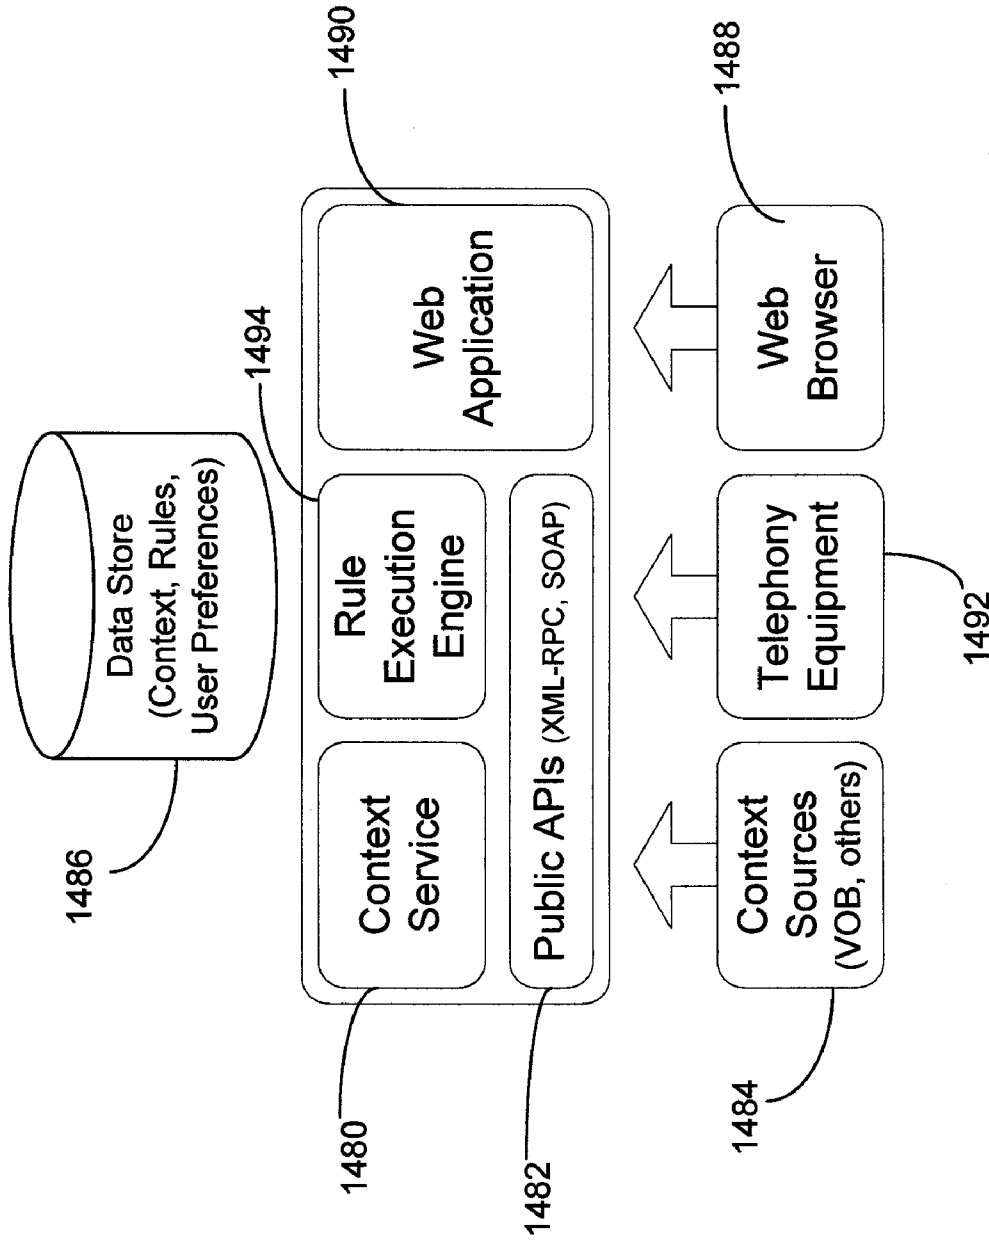 1486
Data Store
(Context, Rules,
User Preferences)
1494
1490
1480
Context
Service
Rule
Execution
Engine
Web
Application
1482
Public APIs (XML-RPC, SOAP)
1484
Context
Sources
(VOB, others)
Telephony
Equipment
Web
Browser
1488
1492